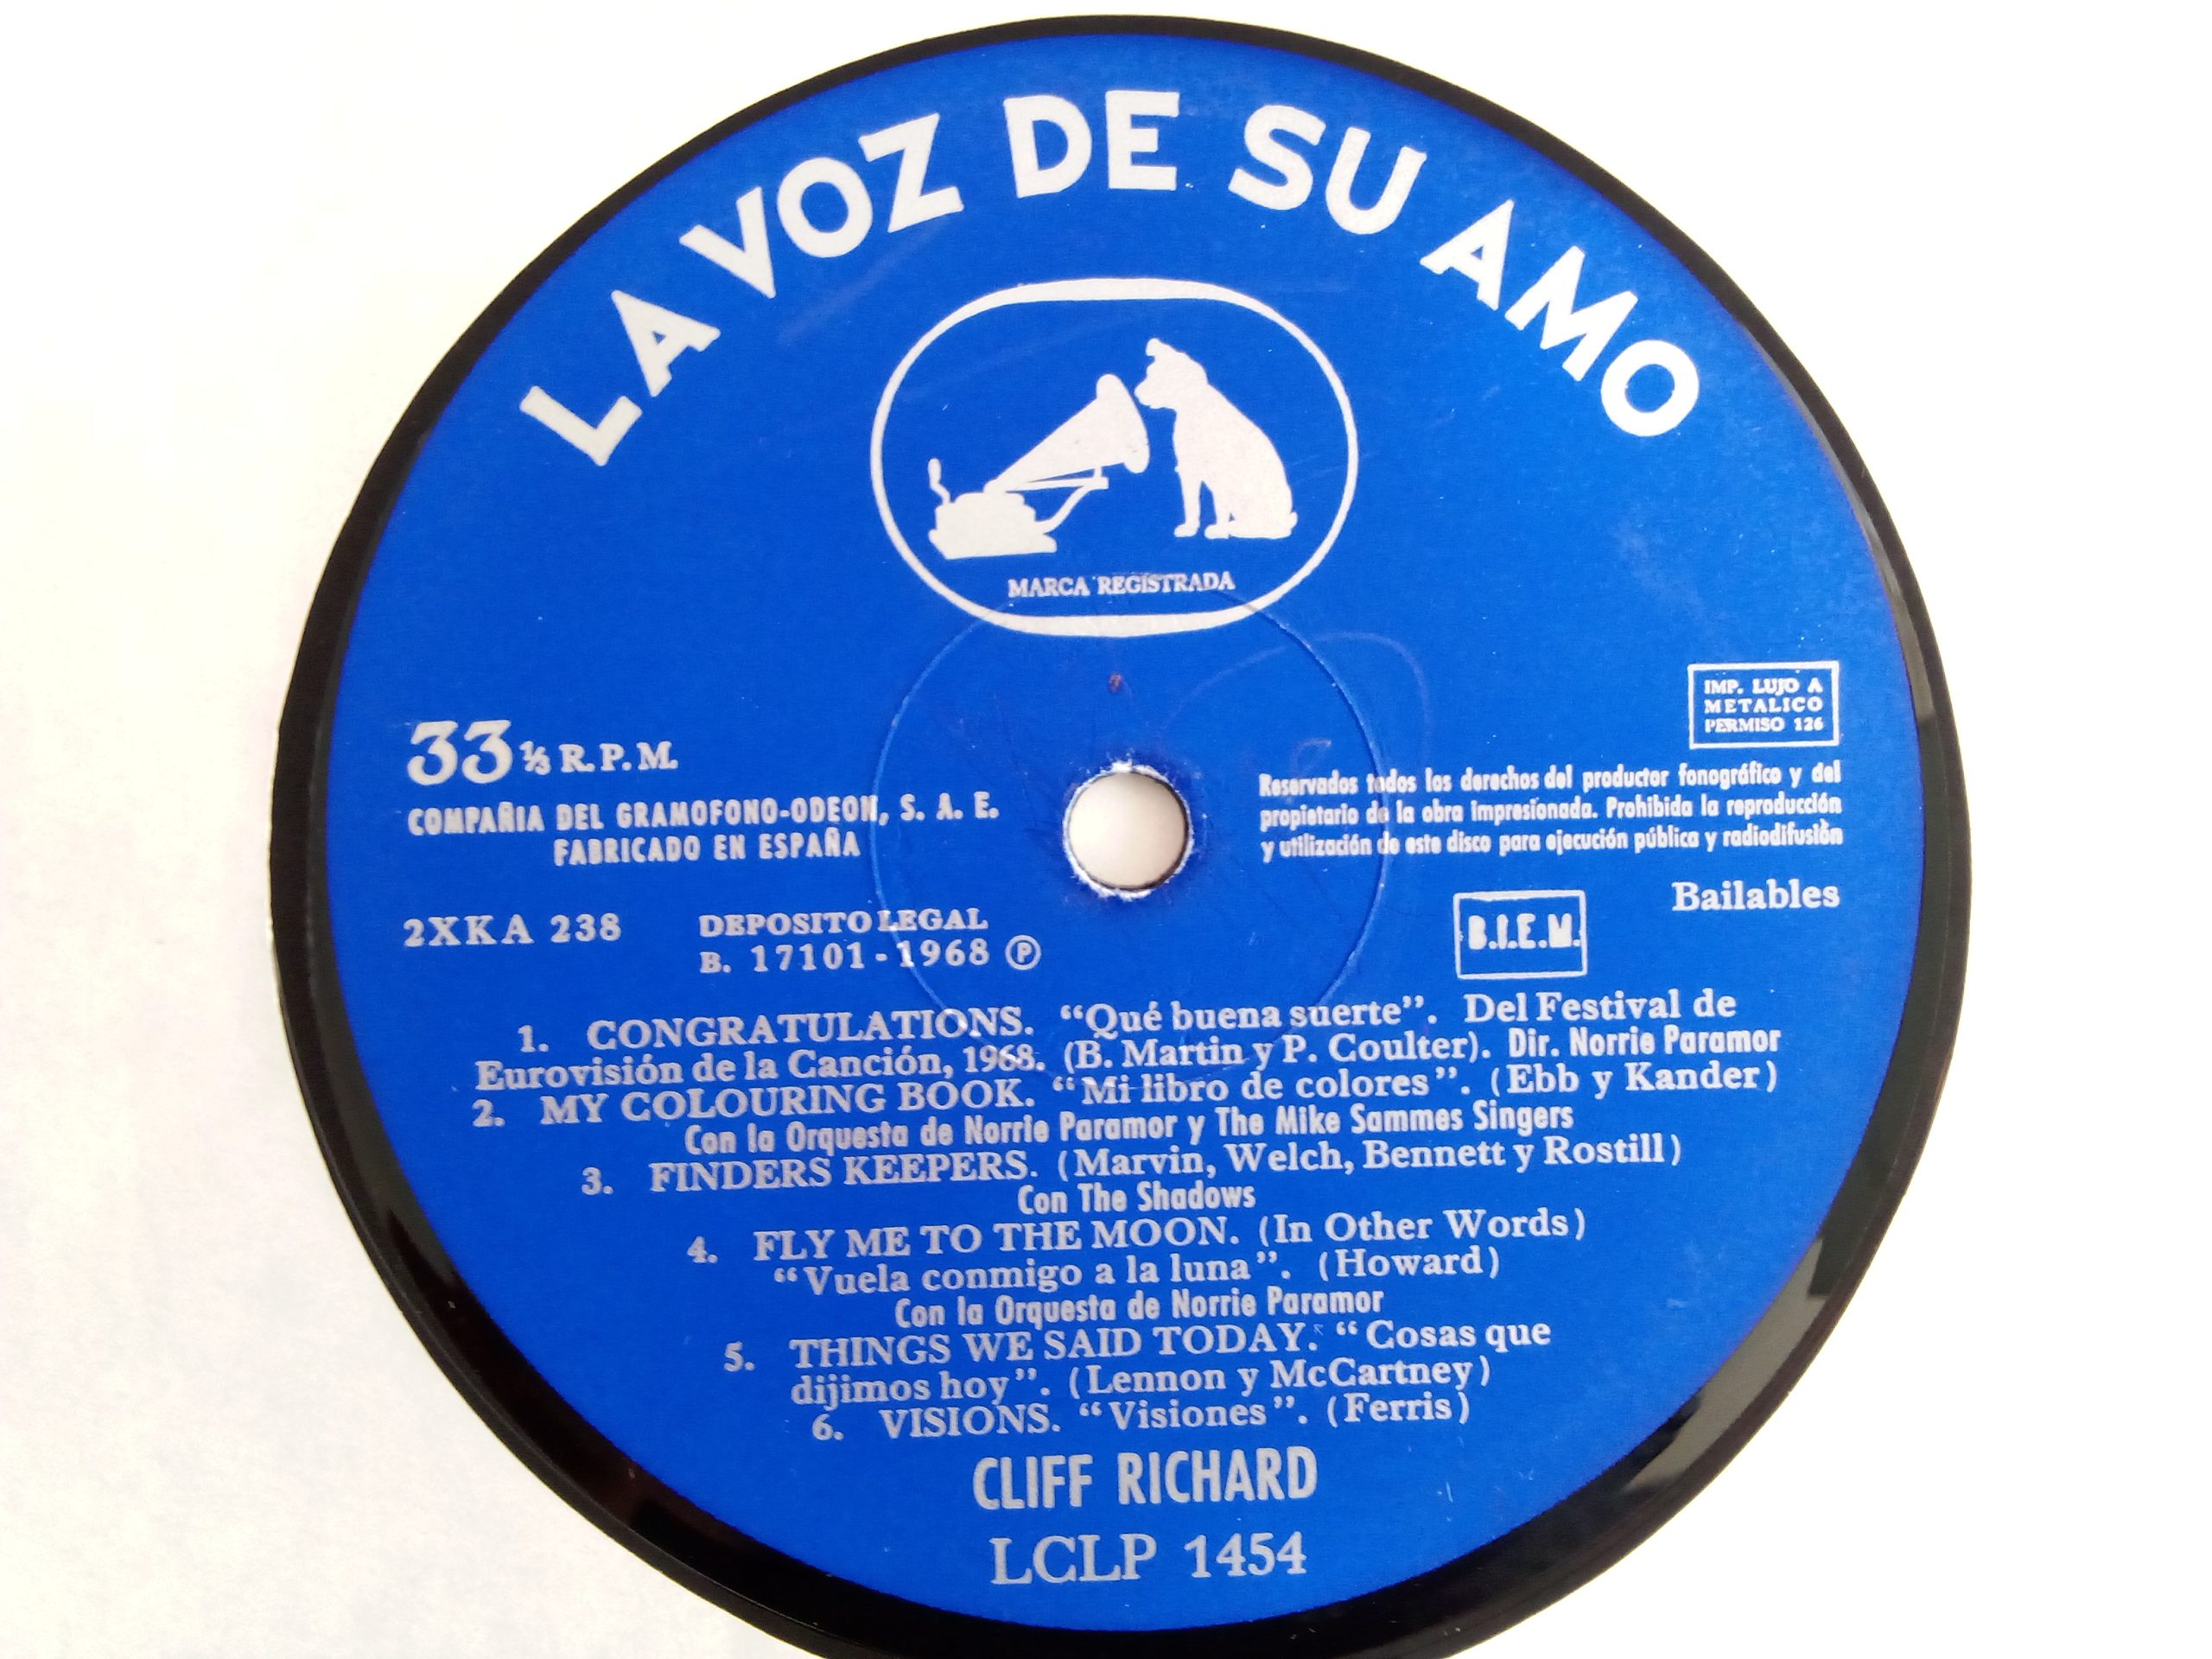 LA VOZ DE SU AMO
MARCA REGISTRADA
IMP. LUJO A
METALICO
PERMISO 126
33 1/3 R.P.M.
COMPAÑIA DEL GRAMOFONO-ODEON, S. A. E.
FABRICADO EN ESPAÑA
Reservados todos los derechos del productor fonográfico y del
propietario de la obra impresionada. Prohibida la reproducción
y utilización de este disco para ejecución pública y radiodifusión
Bailables
2XKA 238
DEPOSITO LEGAL
B. 17101-1968 Ⓟ
B.I.E.M.
1. CONGRATULATIONS. “Qué buena suerte”. Del Festival de
Eurovisión de la Canción, 1968. (B. Martin y P. Coulter). Dir. Norrie Paramor
2. MY COLOURING BOOK. “Mi libro de colores”. (Ebb y Kander)
Con la Orquesta de Norrie Paramor y The Mike Sammes Singers
3. FINDERS KEEPERS. (Marvin, Welch, Bennett y Rostill)
Con The Shadows
4. FLY ME TO THE MOON. (In Other Words)
“Vuela conmigo a la luna”. (Howard)
Con la Orquesta de Norrie Paramor
5. THINGS WE SAID TODAY. “Cosas que
dijimos hoy”. (Lennon y McCartney)
6. VISIONS. “Visiones”. (Ferris)
CLIFF RICHARD
LCLP 1454